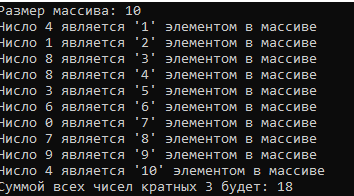 Размер массива: 10
Число 4 является '1' элементом в массиве
Число 1 является '2' элементом в массиве
Число 8 является '3' элементом в массиве
Число 8 является '4' элементом в массиве
Число 3 является '5' элементом в массиве
Число 6 является '6' элементом в массиве
Число 0 является '7' элементом в массиве
Число 7 является '8' элементом в массиве
Число 9 является '9' элементом в массиве
Число 4 является '10' элементом в массиве
Суммой всех чисел кратных 3 будет: 18